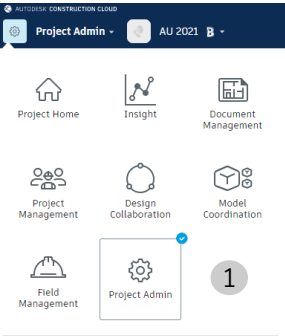 AUTODESK CONSTRUCTION CLOUD
Project Admin
AU 2021 B
Project Home
Insight
Document
Management
Project
Management
Design
Collaboration
Model
Coordination
Field
Management
Project Admin
1